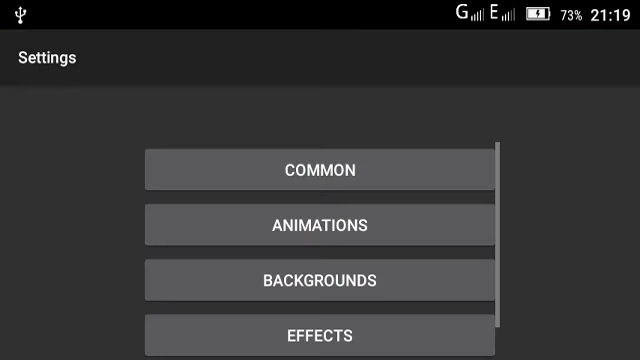 G E 73% 21:19
Settings
COMMON
ANIMATIONS
BACKGROUNDS
EFFECTS